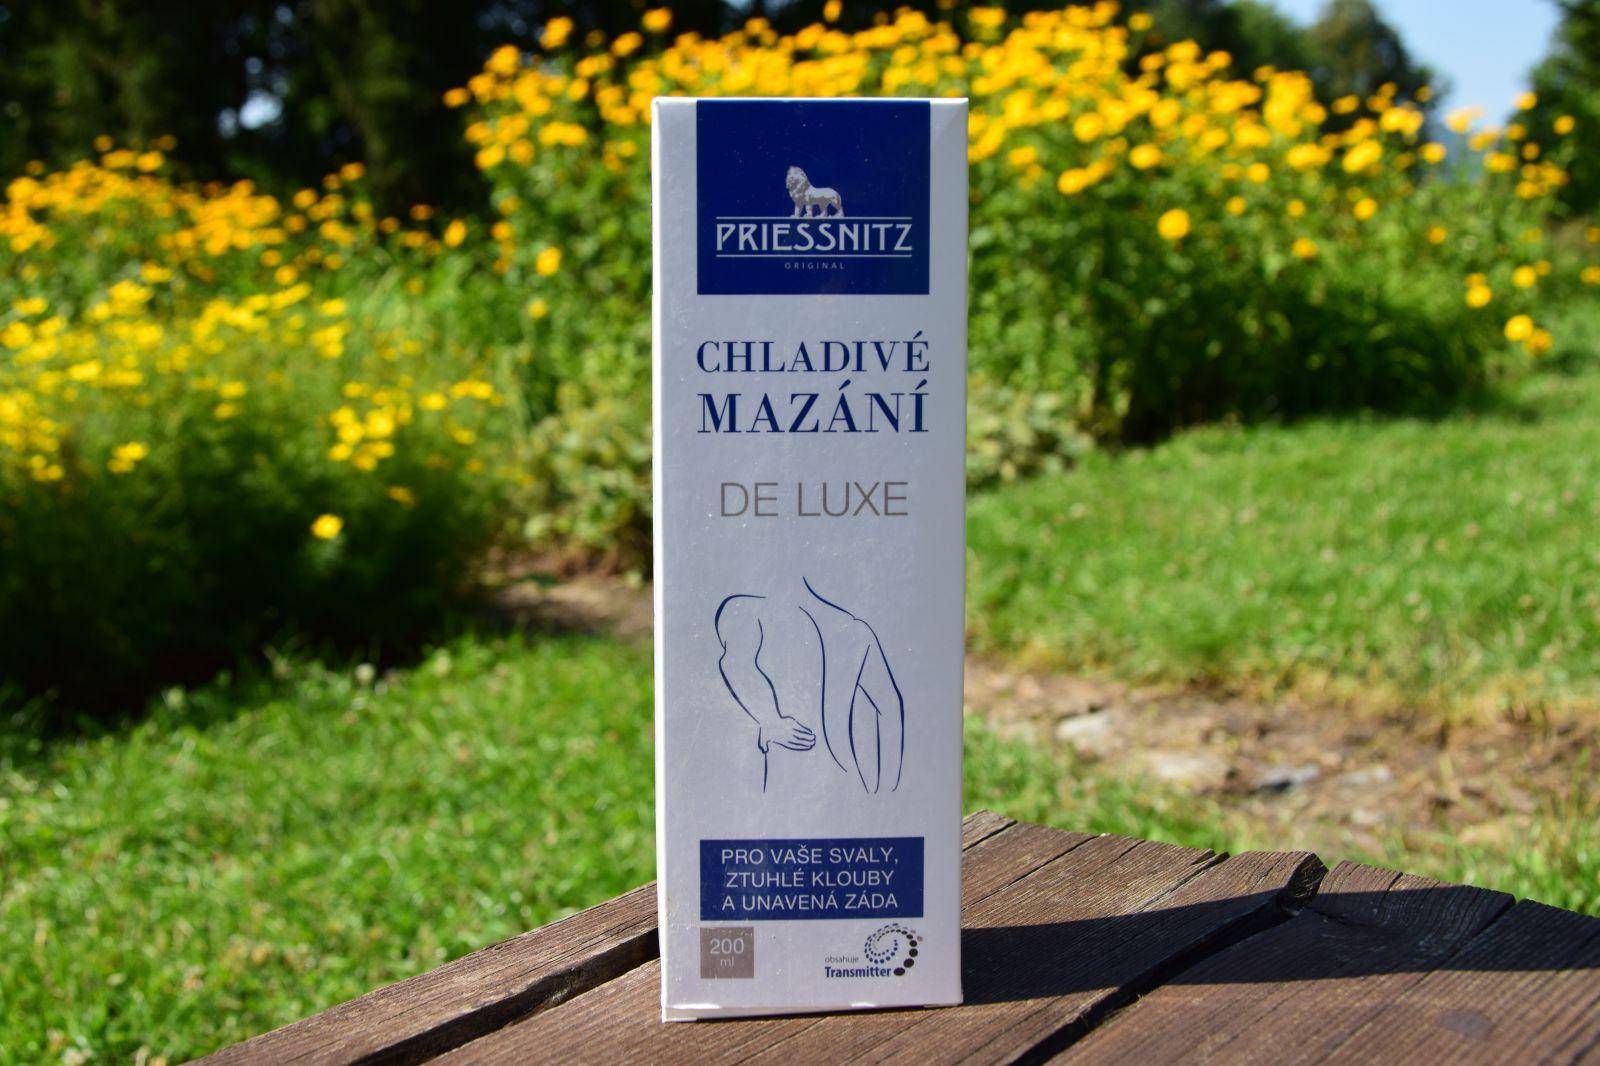 PRIESSNITZ
ORIGINAL
CHLADIVÉ
MAZÁNÍ
DE LUXE
PRO VAŠE SVALY,
ZTUHLÉ KLOUBY
A UNAVENÁ ZÁDA
200
ml
obsahuje
Transmitter